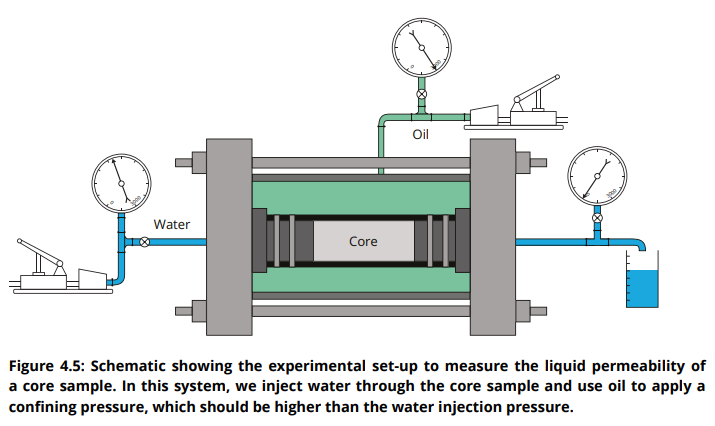 Oil
Water
Core
Figure 4.5: Schematic showing the experimental set-up to measure the liquid permeability of
a core sample. In this system, we inject water through the core sample and use oil to apply a
confining pressure, which should be higher than the water injection pressure.